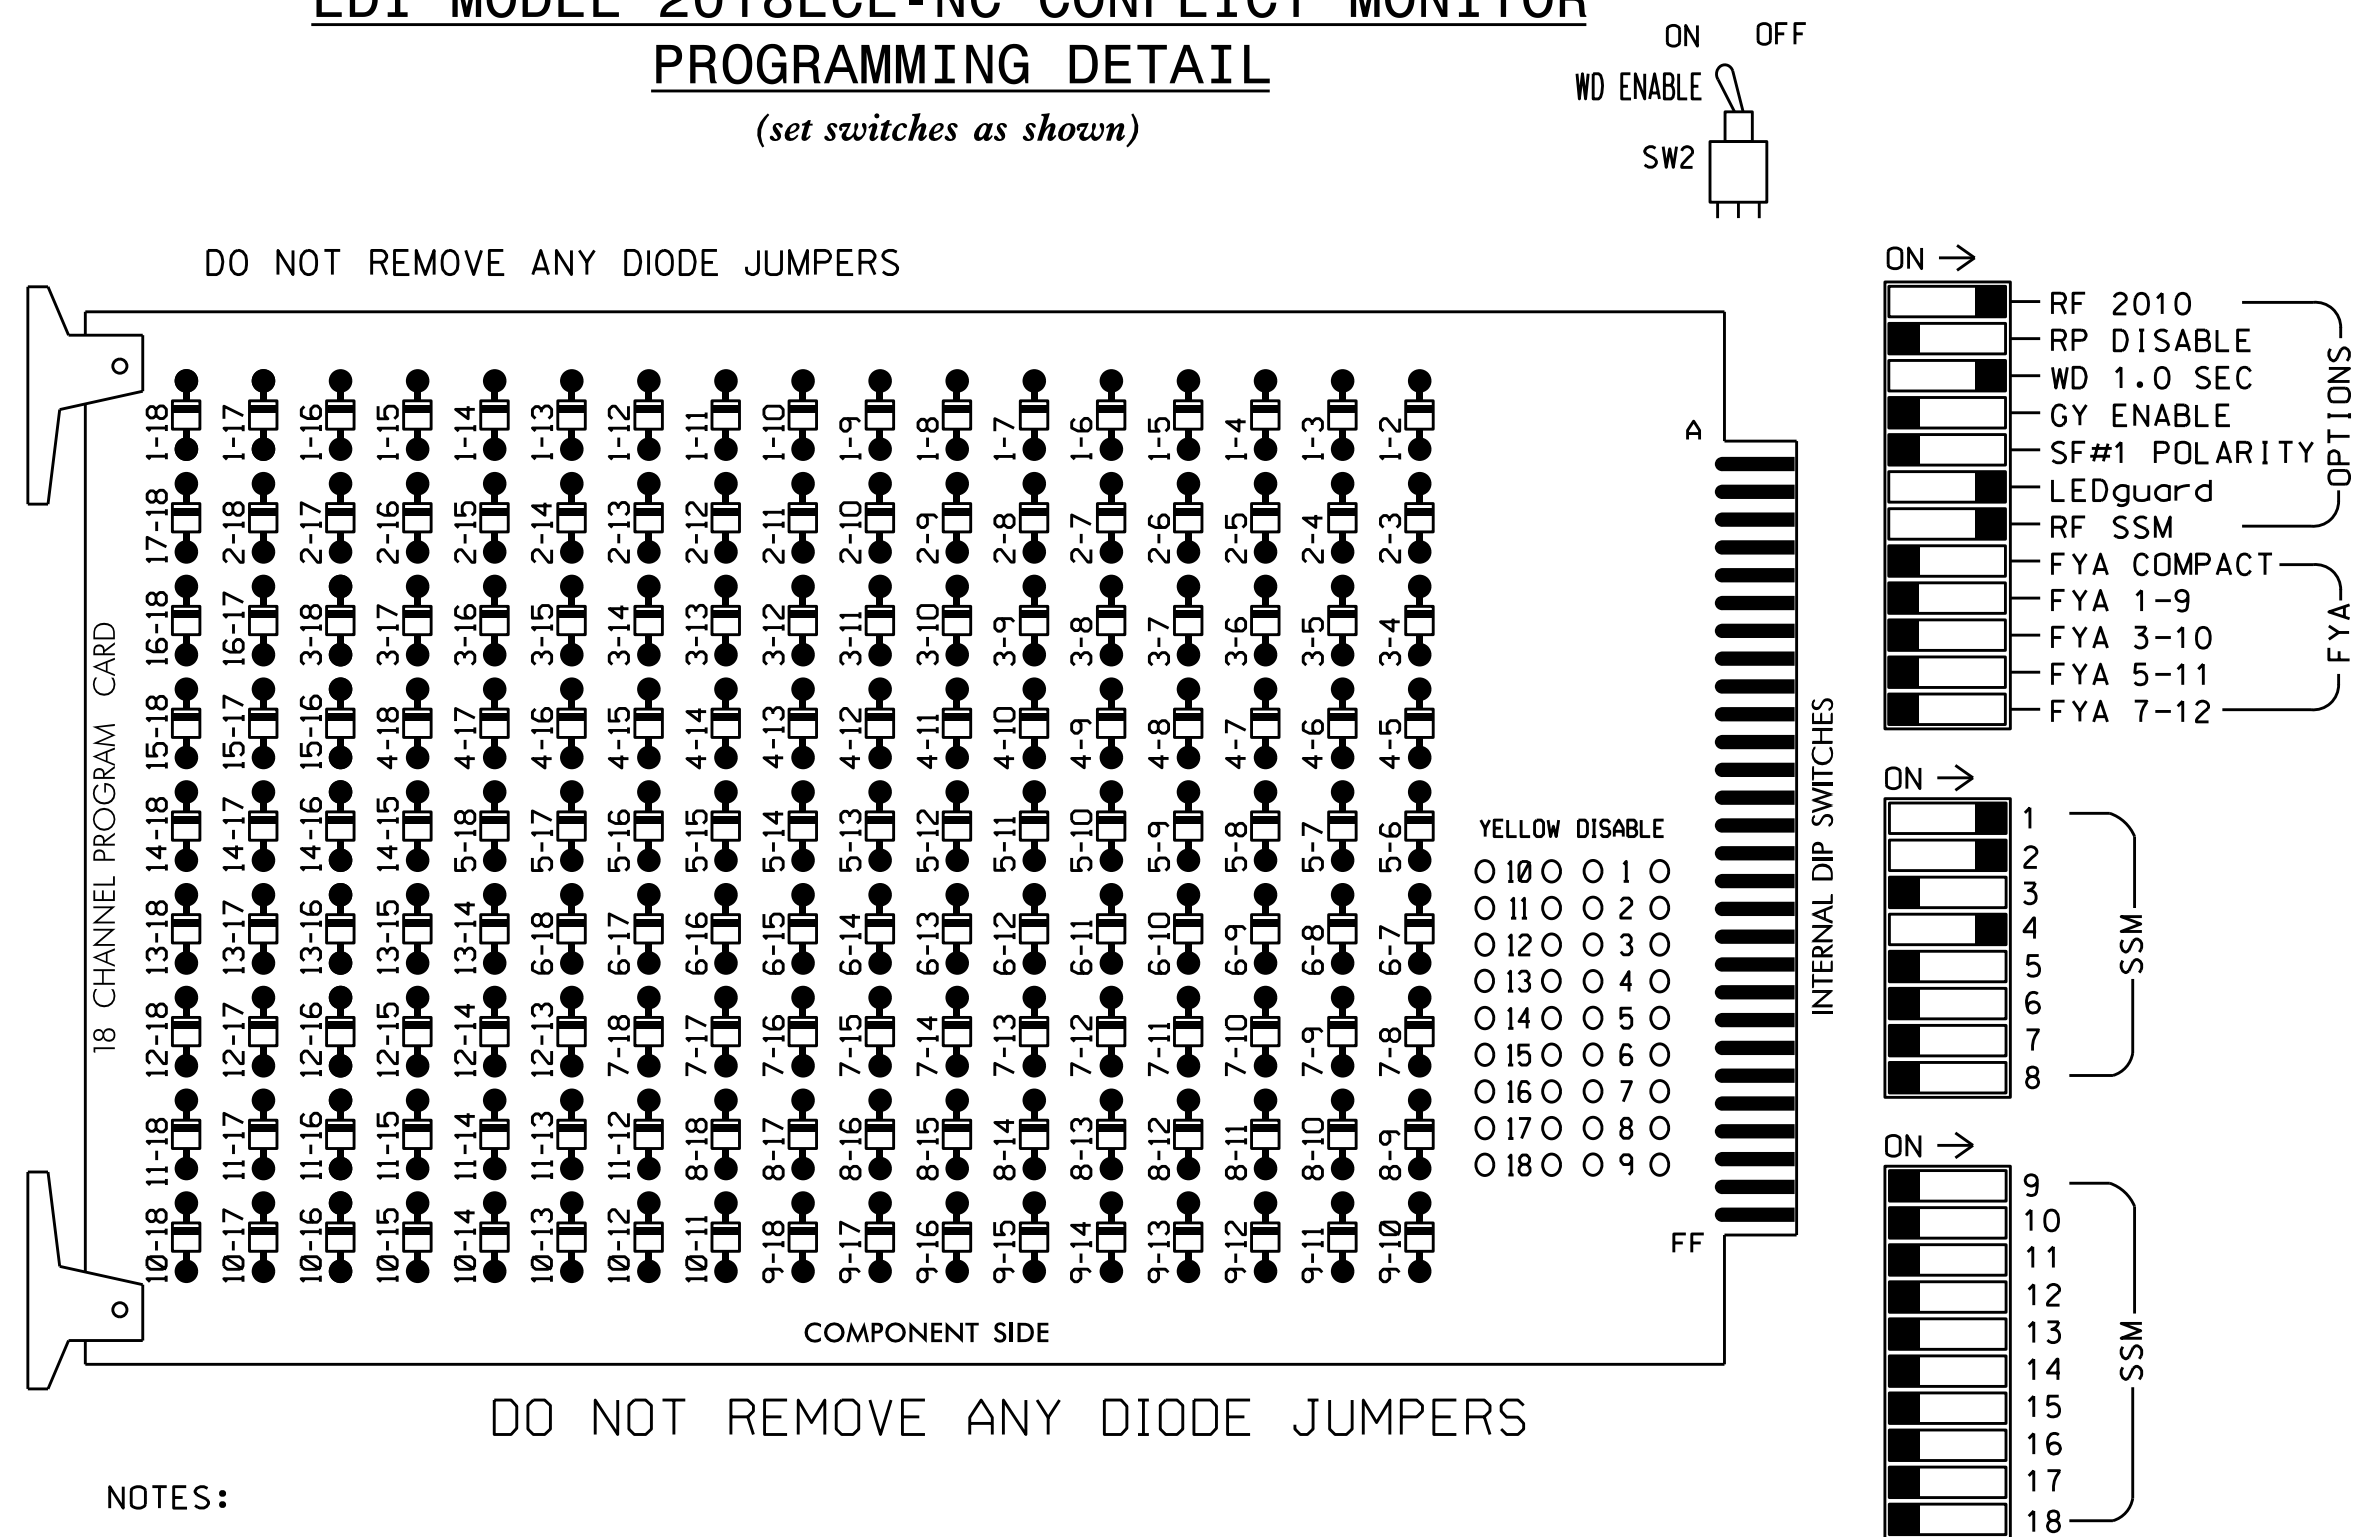 EDI MODEL 2018ECL-NC CONFLICT MONITOR
PROGRAMMING DETAIL
(set switches as shown)
ON OFF
WD ENABLE
SW2
DO NOT REMOVE ANY DIODE JUMPERS
18 CHANNEL PROGRAM CARD
1-18 1-17 1-16 1-15 1-14 1-13 1-12 1-11 1-10 1-9 1-8 1-7 1-6 1-5 1-4 1-3 1-2
17-18 2-18 2-17 2-16 2-15 2-14 2-13 2-12 2-11 2-10 2-9 2-8 2-7 2-6 2-5 2-4 2-3
16-18 16-17 3-18 3-17 3-16 3-15 3-14 3-13 3-12 3-11 3-10 3-9 3-8 3-7 3-6 3-5 3-4
15-18 15-17 15-16 4-18 4-17 4-16 4-15 4-14 4-13 4-12 4-11 4-10 4-9 4-8 4-7 4-6 4-5
14-18 14-17 14-16 14-15 5-18 5-17 5-16 5-15 5-14 5-13 5-12 5-11 5-10 5-9 5-8 5-7 5-6
13-18 13-17 13-16 13-15 13-14 6-18 6-17 6-16 6-15 6-14 6-13 6-12 6-11 6-10 6-9 6-8 6-7
12-18 12-17 12-16 12-15 12-14 12-13 7-18 7-17 7-16 7-15 7-14 7-13 7-12 7-11 7-10 7-9 7-8
11-18 11-17 11-16 11-15 11-14 11-13 11-12 8-18 8-17 8-16 8-15 8-14 8-13 8-12 8-11 8-10 8-9
10-18 10-17 10-16 10-15 10-14 10-13 10-12 10-11 9-18 9-17 9-16 9-15 9-14 9-13 9-12 9-11 9-10
A
YELLOW DISABLE
10 1
11 2
12 3
13 4
14 5
15 6
16 7
17 8
18 9
FF
INTERNAL DIP SWITCHES
COMPONENT SIDE
DO NOT REMOVE ANY DIODE JUMPERS
NOTES:
ON
RF 2010
RP DISABLE
WD 1.0 SEC
GY ENABLE
SF#1 POLARITY
LEDguard
RF SSM
OPTIONS
FYA COMPACT
FYA 1-9
FYA 3-10
FYA 5-11
FYA 7-12
FYA
ON
1
2
3
4
5
6
7
8
SSM
ON
9
10
11
12
13
14
15
16
17
18
SSM